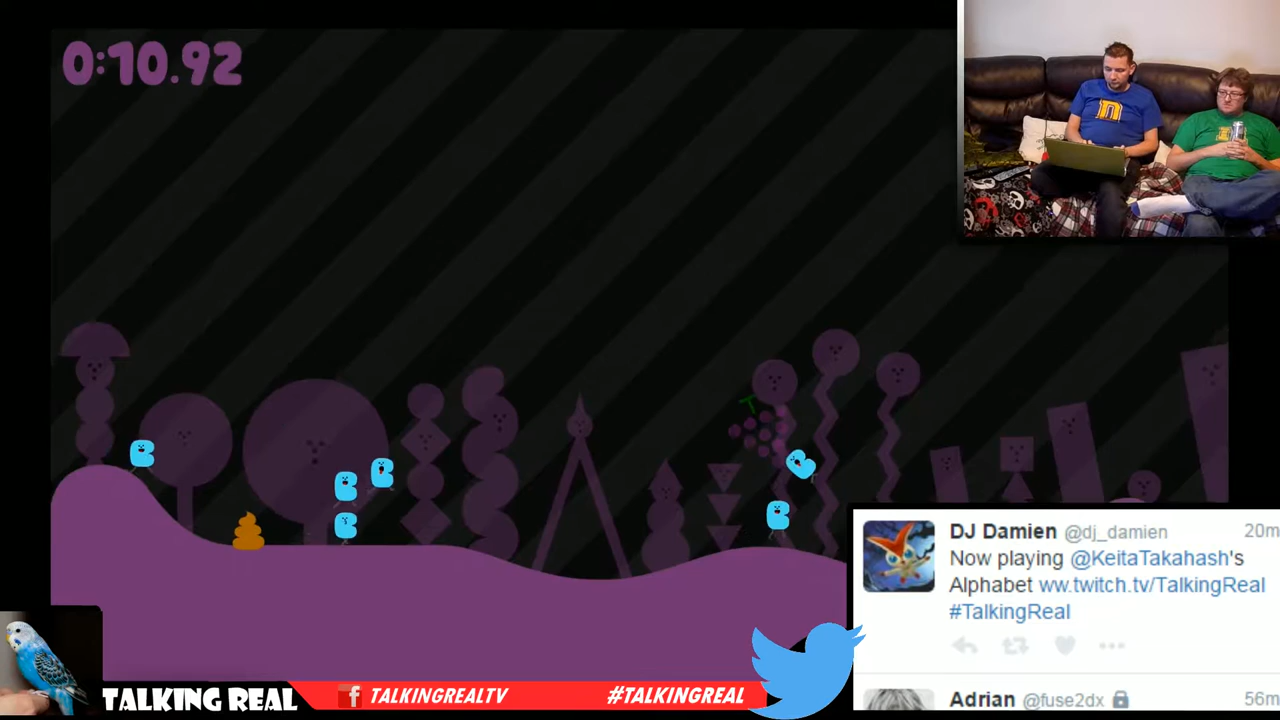 0:10.92
B
B
B
B
B
B
DJ Damien @dj_damien 20m
Now playing @KeitaTakahash's
Alphabet ww.twitch.tv/TalkingReal
#TalkingReal
Adrian @fuse2dx 56m
TALKING REAL
f TALKINGREALTV
#TALKINGREAL